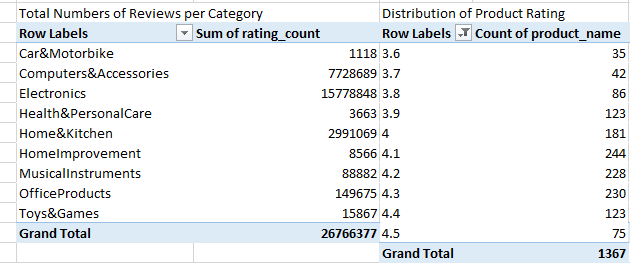 Total Numbers of Reviews per Category
Row Labels Sum of rating_count
Car&Motorbike 1118
Computers&Accessories 7728689
Electronics 15778848
Health&PersonalCare 3663
Home&Kitchen 2991069
HomeImprovement 8566
MusicalInstruments 88882
OfficeProducts 149675
Toys&Games 15867
Grand Total 26766377
Distribution of Product Rating
Row Labels Count of product_name
3.6 35
3.7 42
3.8 86
3.9 123
4 181
4.1 244
4.2 228
4.3 230
4.4 123
4.5 75
Grand Total 1367